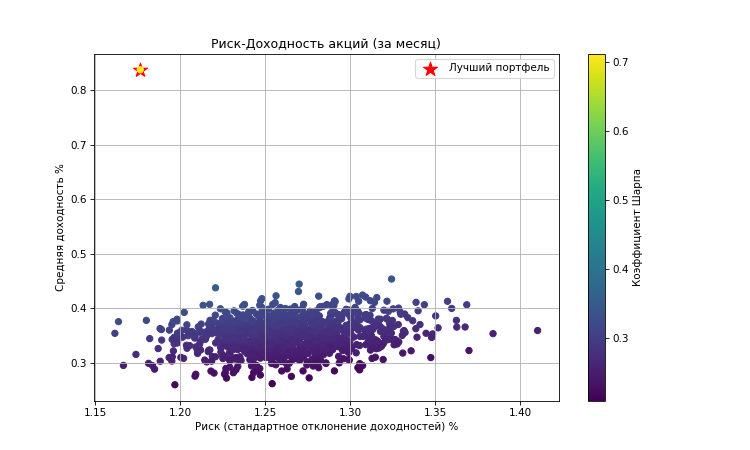 Риск-Доходность акций (за месяц)
Лучший портфель
0.8
0.7
0.6
0.5
0.4
0.3
Средняя доходность %
1.15 1.20 1.25 1.30 1.35 1.40
Риск (стандартное отклонение доходностей) %
0.7
0.6
0.5
0.4
0.3
Коэффициент Шарпа